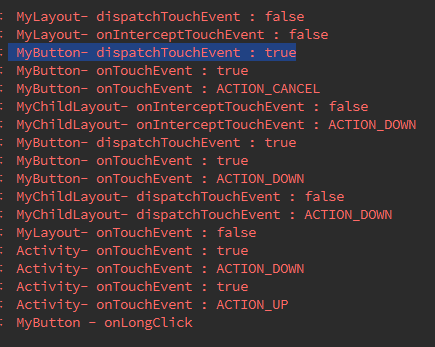 : MyLayout- dispatchTouchEvent : false
: MyLayout- onInterceptTouchEvent : false
: MyButton- dispatchTouchEvent : true
: MyButton- onTouchEvent : true
: MyButton- onTouchEvent : ACTION_CANCEL
: MyChildLayout- onInterceptTouchEvent : false
: MyChildLayout- onInterceptTouchEvent : ACTION_DOWN
: MyButton- dispatchTouchEvent : true
: MyButton- onTouchEvent : true
: MyButton- onTouchEvent : ACTION_DOWN
: MyChildLayout- dispatchTouchEvent : false
: MyChildLayout- dispatchTouchEvent : ACTION_DOWN
: MyLayout- onTouchEvent : false
: Activity- onTouchEvent : true
: Activity- onTouchEvent : ACTION_DOWN
: Activity- onTouchEvent : true
: Activity- onTouchEvent : ACTION_UP
: MyButton - onLongClick